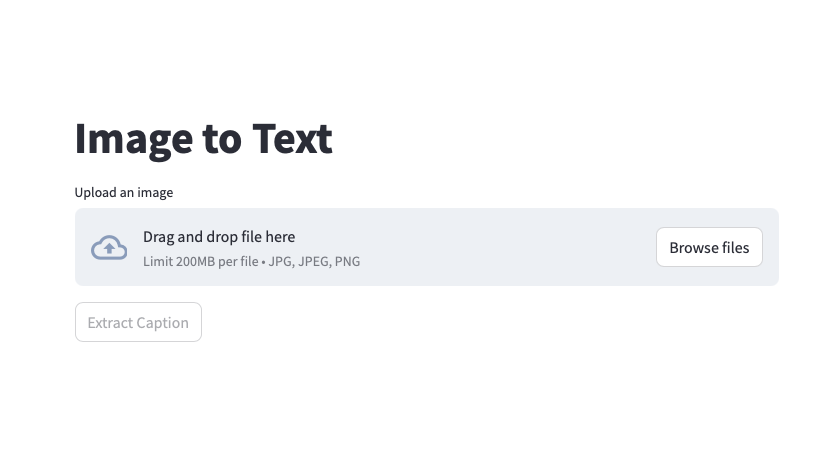 Image to Text
Upload an image
Drag and drop file here
Limit 200MB per file • JPG, JPEG, PNG
Browse files
Extract Caption